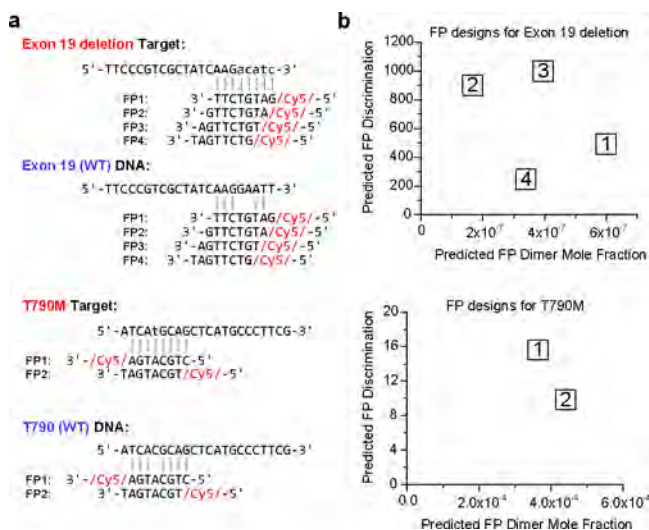 a
Exon 19 deletion Target:
5'-TTCCCGTCGCTATCAAGacatc-3'
FP1: 3'-TTCTGTAG/Cy5/-5'
FP2: 3'-GTTCTGTA/Cy5/-5'
FP3: 3'-AGTTCTGT/Cy5/-5'
FP4: 3'-TAGTTCTG/Cy5/-5'
Exon 19 (WT) DNA:
5'-TTCCCGTCGCTATCAAGGAATT-3'
FP1: 3'-TTCTGTAG/Cy5/-5'
FP2: 3'-GTTCTGTA/Cy5/-5'
FP3: 3'-AGTTCTGT/Cy5/-5'
FP4: 3'-TAGTTCTG/Cy5/-5'
T790M Target:
5'-ATCAtGCAGCTCATGCCCTTCG-3'
FP1: 3'-/Cy5/AGTACGTC-5'
FP2: 3'-TAGTACGT/Cy5/-5'
T790 (WT) DNA:
5'-ATCACGCAGCTCATGCCCTTCG-3'
FP1: 3'-/Cy5/AGTACGTC-5'
FP2: 3'-TAGTACGT/Cy5/-5'
b
FP designs for Exon 19 deletion
Predicted FP Discrimination
1200
1000
800
600
400
200
0
2
3
1
4
2x10⁻⁷ 4x10⁻⁷ 6x10⁻⁷
Predicted FP Dimer Mole Fraction
FP designs for T790M
Predicted FP Discrimination
20
16
12
8
4
0
1
2
0.0 2.0x10⁻⁴ 4.0x10⁻⁴ 6.0x10⁻⁴
Predicted FP Dimer Mole Fraction